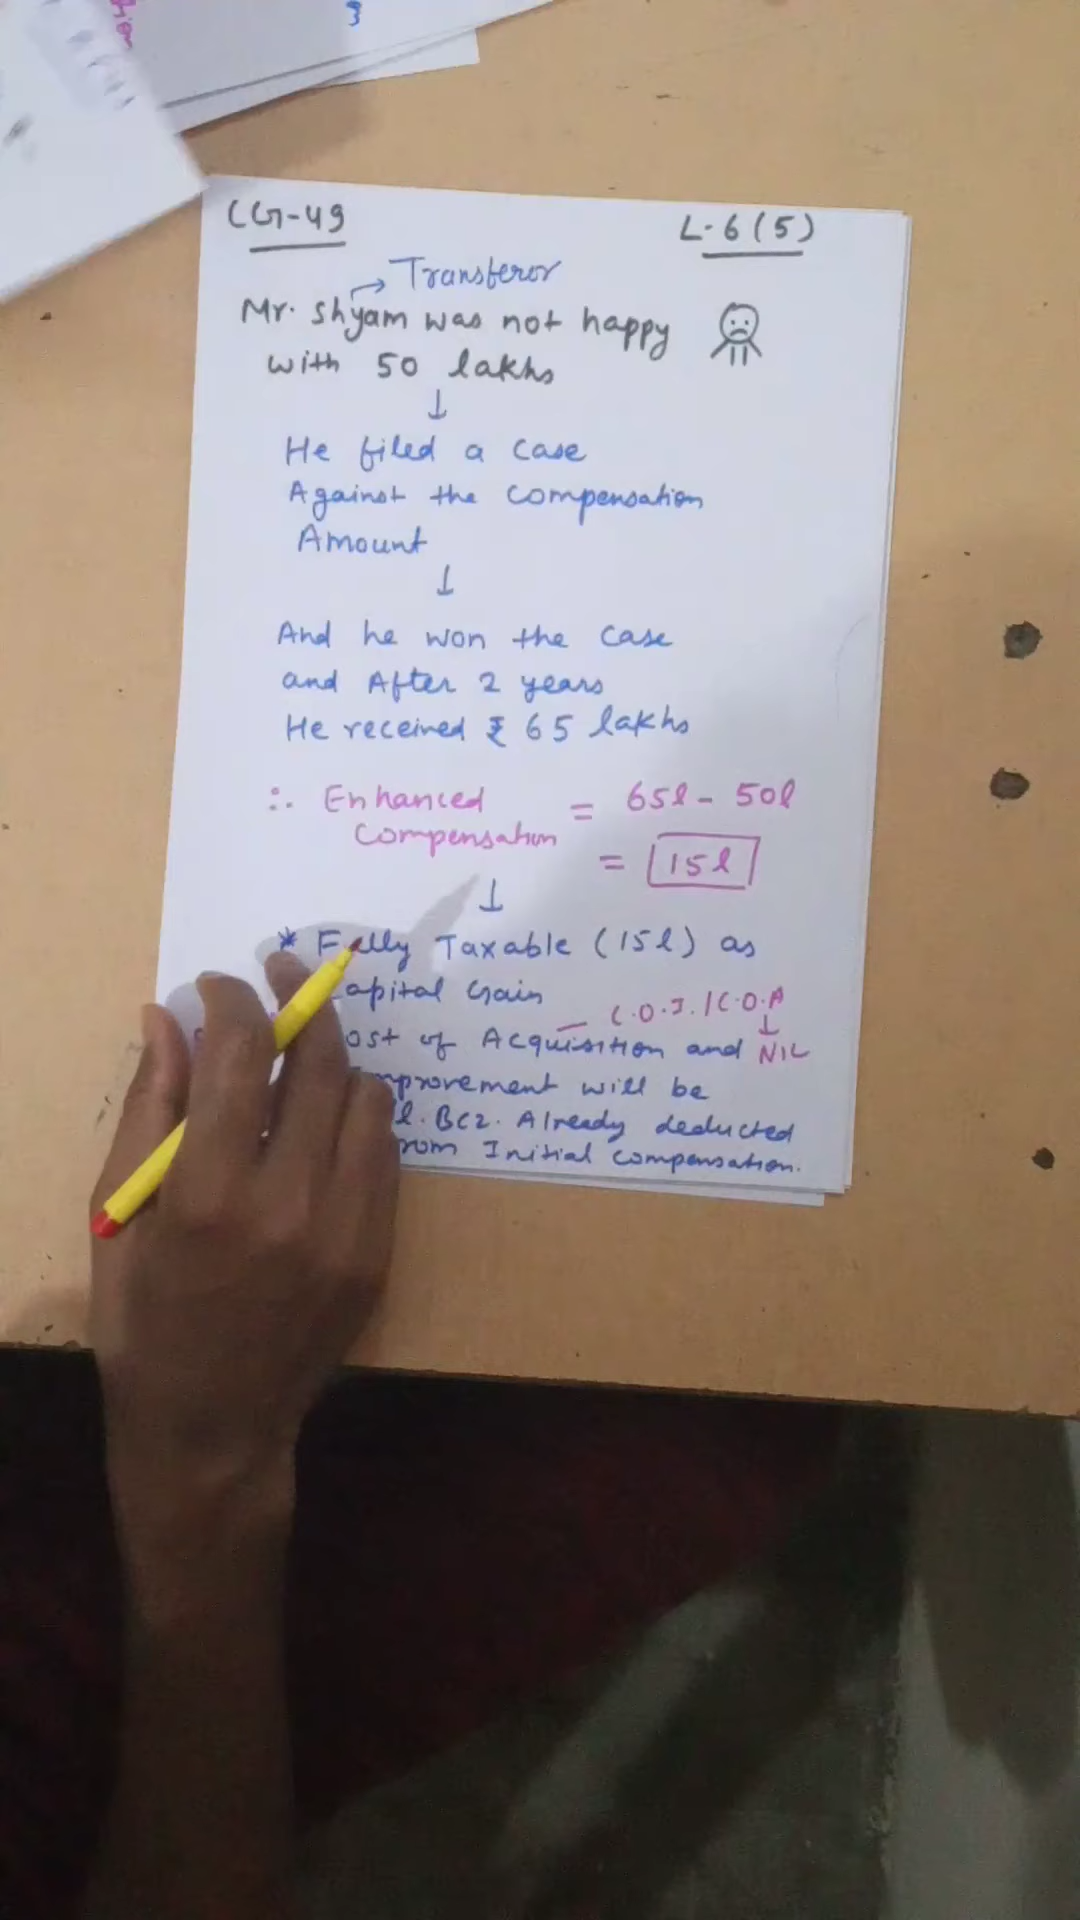 CG-49
L-6(5)
Transferor
Mr. Shyam was not happy
with 50 lakhs
He filed a case
Against the compensation
Amount
And he won the case
and After 2 years
He received ₹ 65 lakhs
∴ Enhanced = 65l - 50l
compensation
= 15l
* Fully Taxable (15l) as
apital Gain
C.O.I./C.O.A
ost of Acquisition and NIL
mprovement will be
l. Bcz. Already deducted
rom Initial compensation.